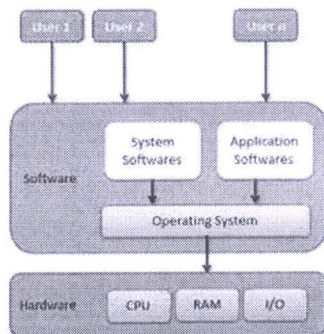 User 1
User 2
User n
System
Softwares
Application
Softwares
Software
Operating System
Hardware
CPU
RAM
I/O